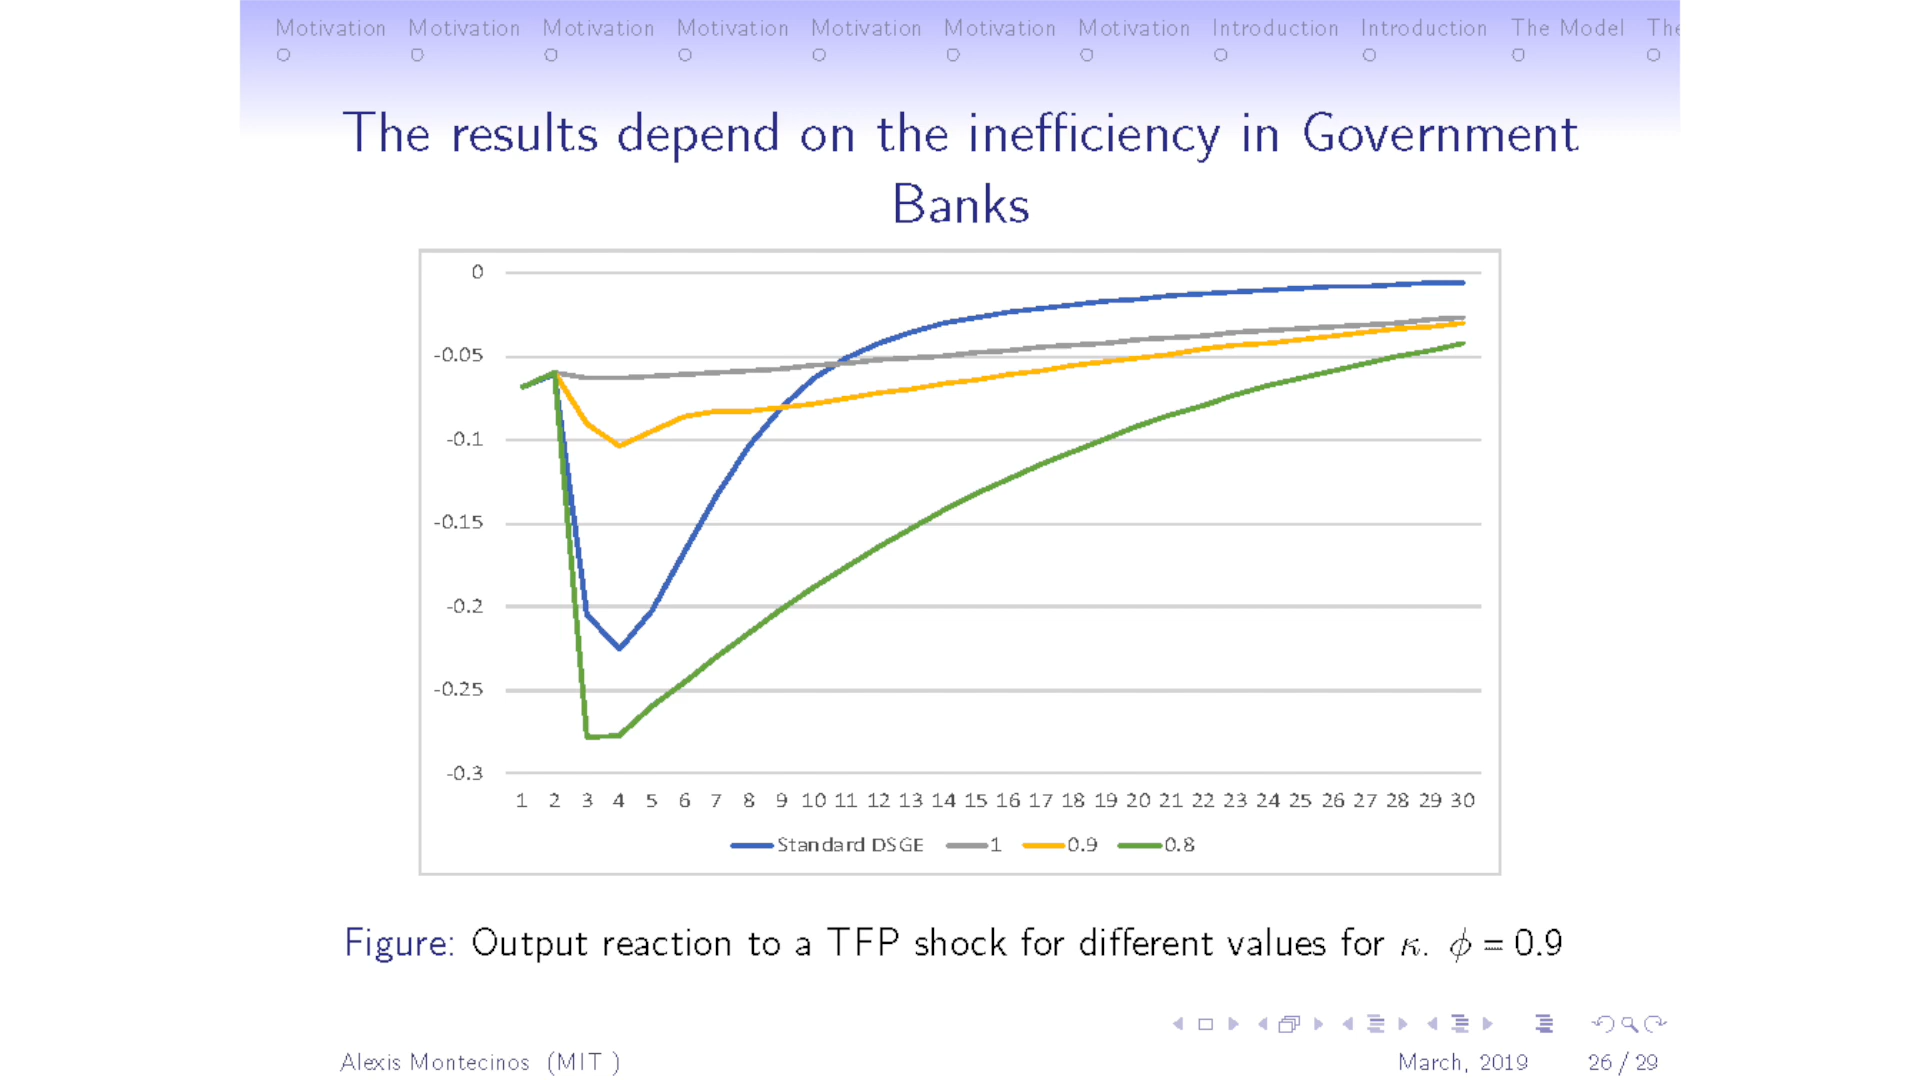 Motivation Motivation Motivation Motivation Motivation Motivation Motivation Introduction Introduction The Model The
The results depend on the inefficiency in Government
Banks
0
-0.05
-0.1
-0.15
-0.2
-0.25
-0.3
1 2 3 4 5 6 7 8 9 10 11 12 13 14 15 16 17 18 19 20 21 22 23 24 25 26 27 28 29 30
Standard DSGE 1 0.9 0.8
Figure: Output reaction to a TFP shock for different values for κ. ϕ = 0.9
Alexis Montecinos (MIT ) March, 2019 26 / 29